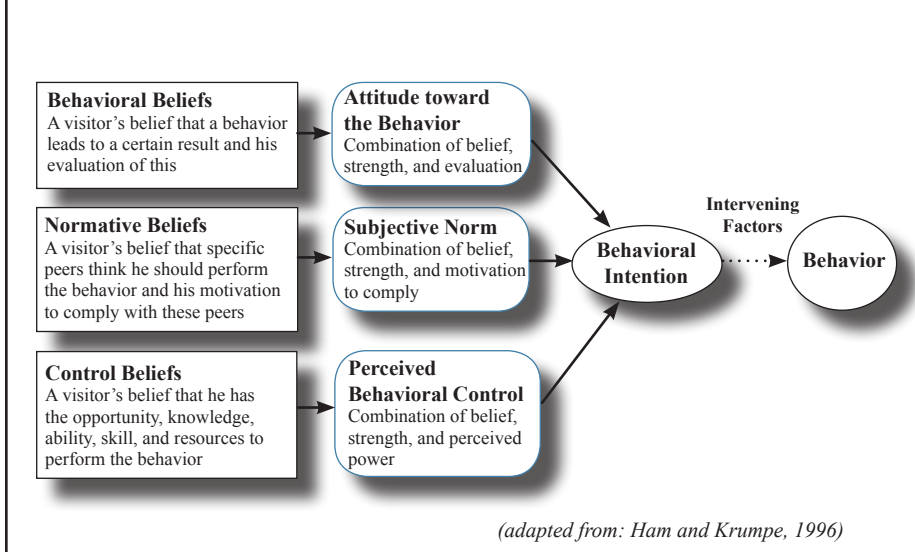 Behavioral Beliefs
A visitor's belief that a behavior
leads to a certain result and his
evaluation of this
Attitude toward
the Behavior
Combination of belief,
strength, and evaluation
Normative Beliefs
A visitor's belief that specific
peers think he should perform
the behavior and his motivation
to comply with these peers
Subjective Norm
Combination of belief,
strength, and motivation
to comply
Control Beliefs
A visitor's belief that he has
the opportunity, knowledge,
ability, skill, and resources to
perform the behavior
Perceived
Behavioral Control
Combination of belief,
strength, and perceived
power
Behavioral
Intention
Intervening
Factors
Behavior
(adapted from: Ham and Krumpe, 1996)